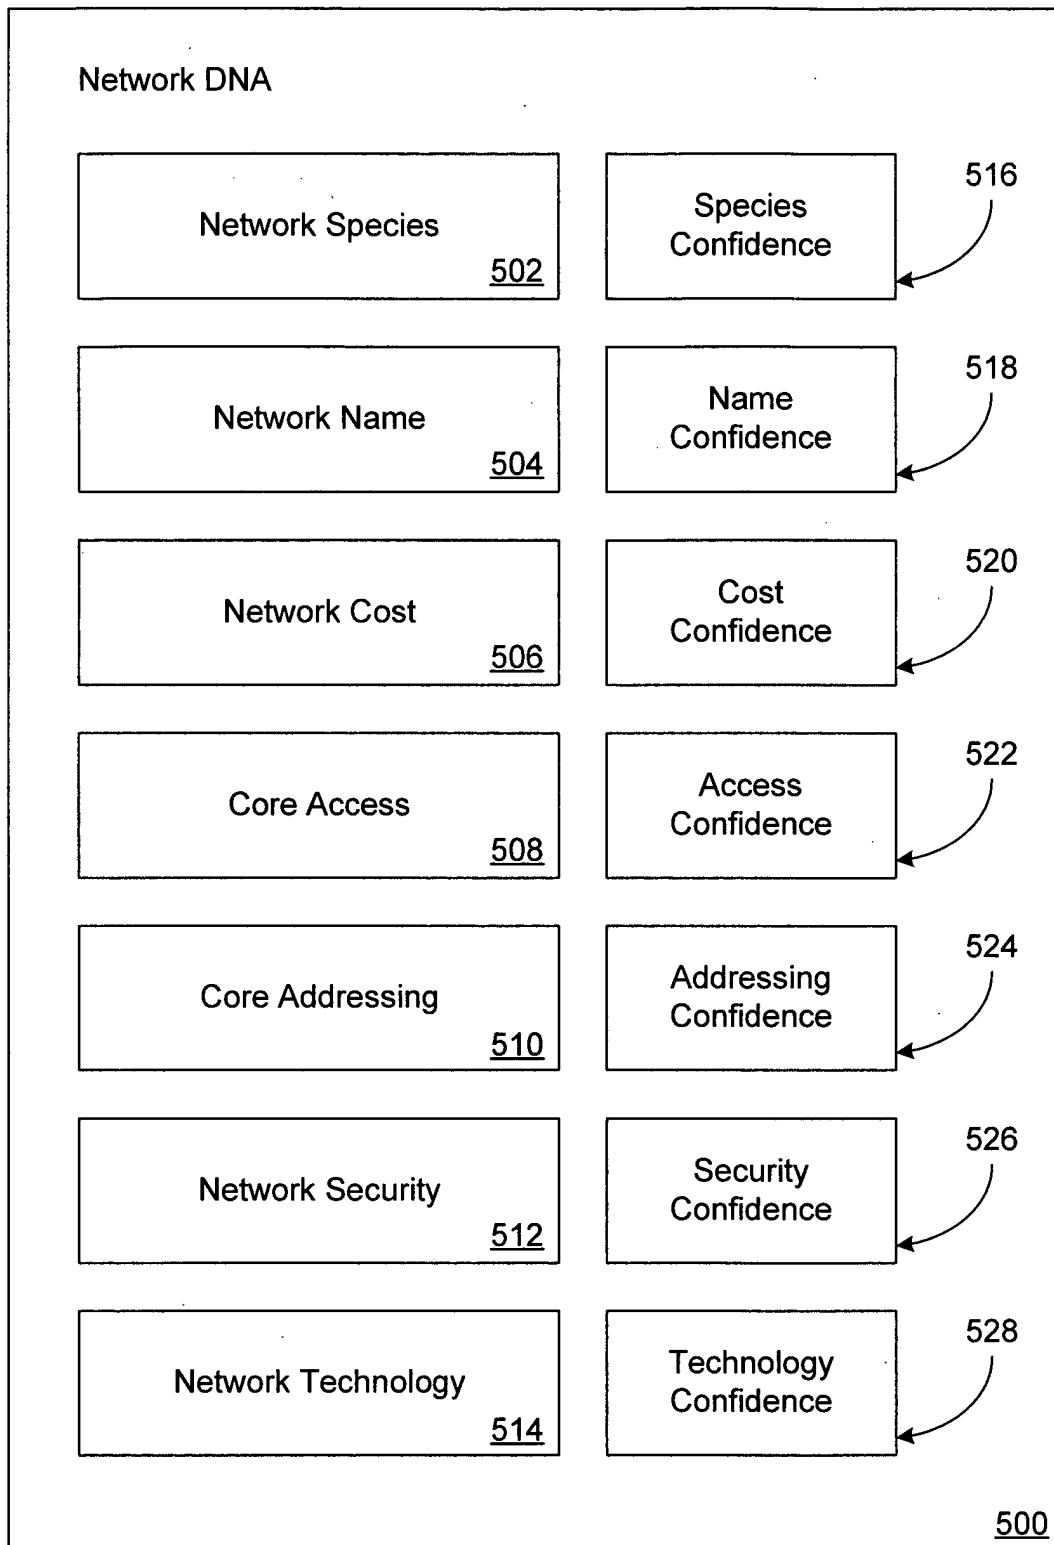 Network DNA
Network Species
502
Species
Confidence
516
Network Name
504
Name
Confidence
518
Network Cost
506
Cost
Confidence
520
Core Access
508
Access
Confidence
522
Core Addressing
510
Addressing
Confidence
524
Network Security
512
Security
Confidence
526
Network Technology
514
Technology
Confidence
528
500